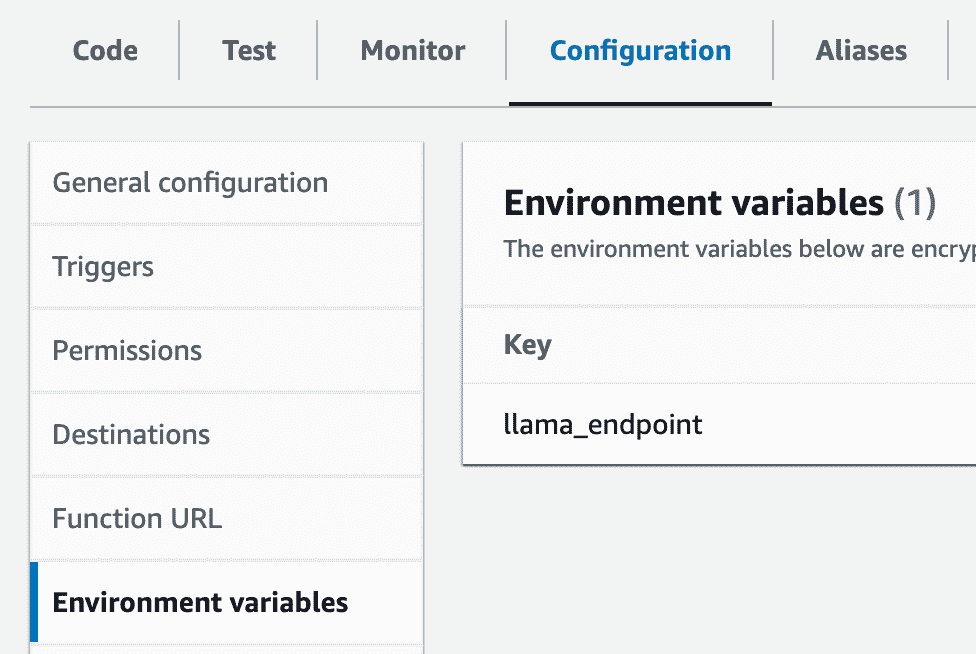 Code
Test
Monitor
Configuration
Aliases
General configuration
Triggers
Permissions
Destinations
Function URL
Environment variables
Environment variables (1)
The environment variables below are encryp
Key
llama_endpoint